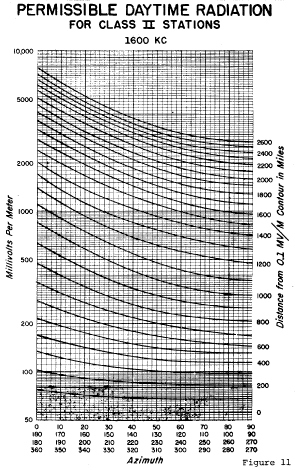 PERMISSIBLE DAYTIME RADIATION
FOR CLASS II STATIONS
1600 KC
10,000
5000
2000
1000
500
200
100
50
Millivolts Per Meter
2600
2400
2200
2000
1800
1600
1400
1200
1000
800
600
400
200
0
Distance from 0.1 MV/M Contour in Miles
0 10 20 30 40 50 60 70 80 90
180 170 160 150 140 130 120 110 100 90
180 190 200 210 220 230 240 250 260 270
360 350 340 330 320 310 300 290 280 270
Azimuth
Figure 11